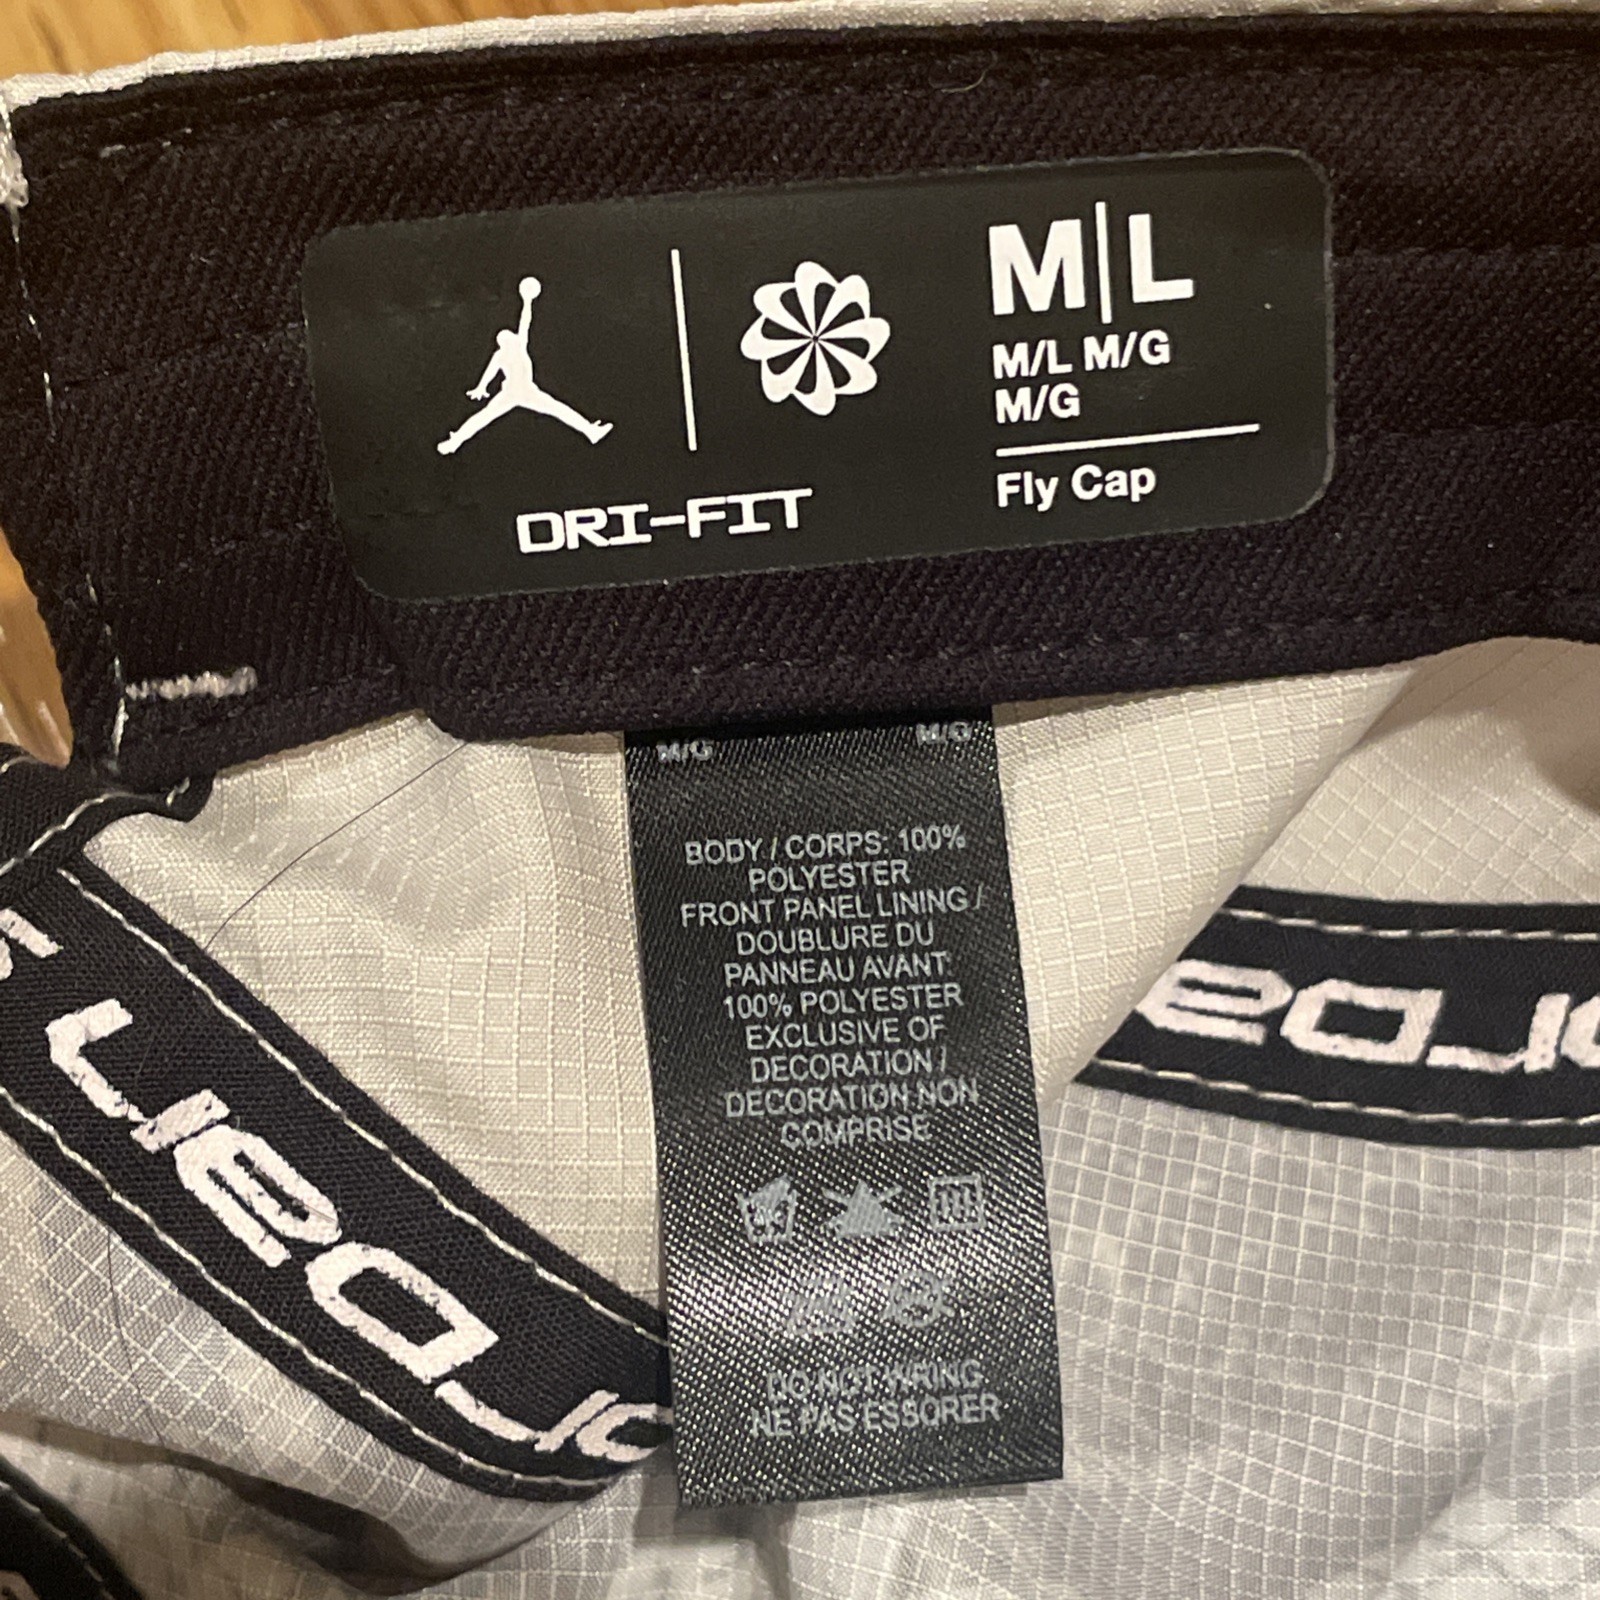 M|L
M/L M/G
M/G
Fly Cap
DRI-FIT
M/G M/G
BODY / CORPS: 100%
POLYESTER
FRONT PANEL LINING /
DOUBLURE DU
PANNEAU AVANT:
100% POLYESTER
EXCLUSIVE OF
DECORATION /
DECORATION NON
COMPRISE
DO NOT WRING
NE PAS ESSORER